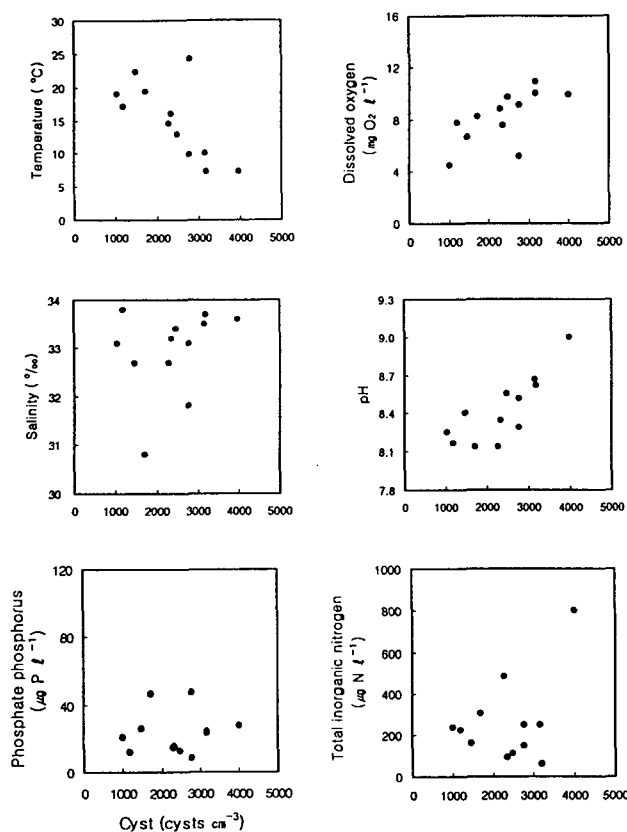 30
25
20
15
10
5
0
Temperature (°C)
0 1000 2000 3000 4000 5000
16
12
8
4
0
Dissolved oxygen
(mg O2 ℓ⁻¹)
0 1000 2000 3000 4000 5000
34
33
32
31
30
Salinity (°/∞)
0 1000 2000 3000 4000 5000
9.3
9.0
8.7
8.4
8.1
7.8
pH
0 1000 2000 3000 4000 5000
120
80
40
0
Phosphate phosphorus
(μg P ℓ⁻¹)
0 1000 2000 3000 4000 5000
Cyst (cysts cm⁻³)
1000
800
600
400
200
0
Total inorganic nitrogen
(μg N ℓ⁻¹)
0 1000 2000 3000 4000 5000